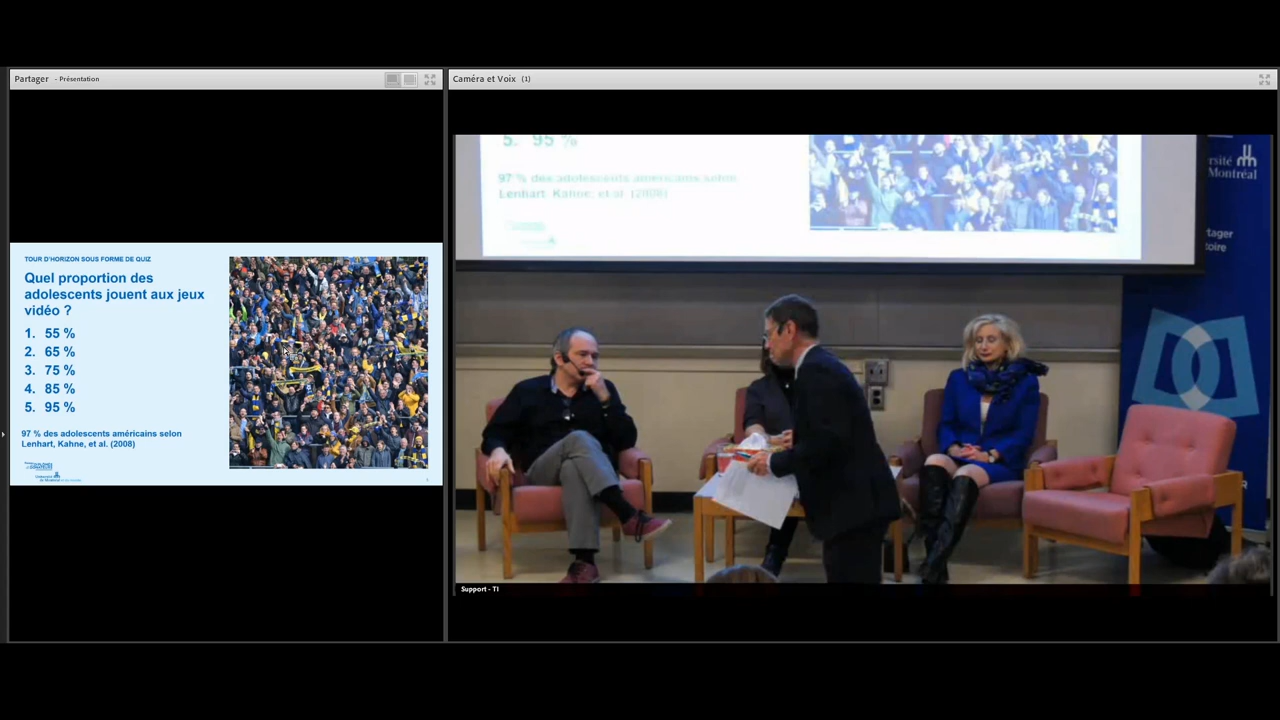 Partager - Présentation
TOUR D'HORIZON SOUS FORME DE QUIZ
Quel proportion des
adolescents jouent aux jeux
vidéo ?
1. 55 %
2. 65 %
3. 75 %
4. 85 %
5. 95 %
97 % des adolescents américains selon
Lenhart, Kahne, et al. (2008)
Caméra et Voix (1)
5. 95 %
97 % des adolescents américains selon
Lenhart, Kahne, et al. (2008)
Montréal
Support - TI